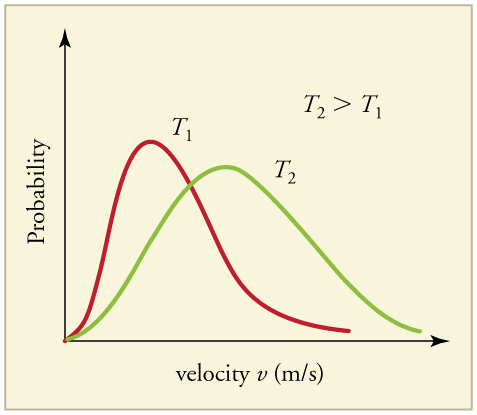 T₂ > T₁
T₁
T₂
Probability
velocity v (m/s)